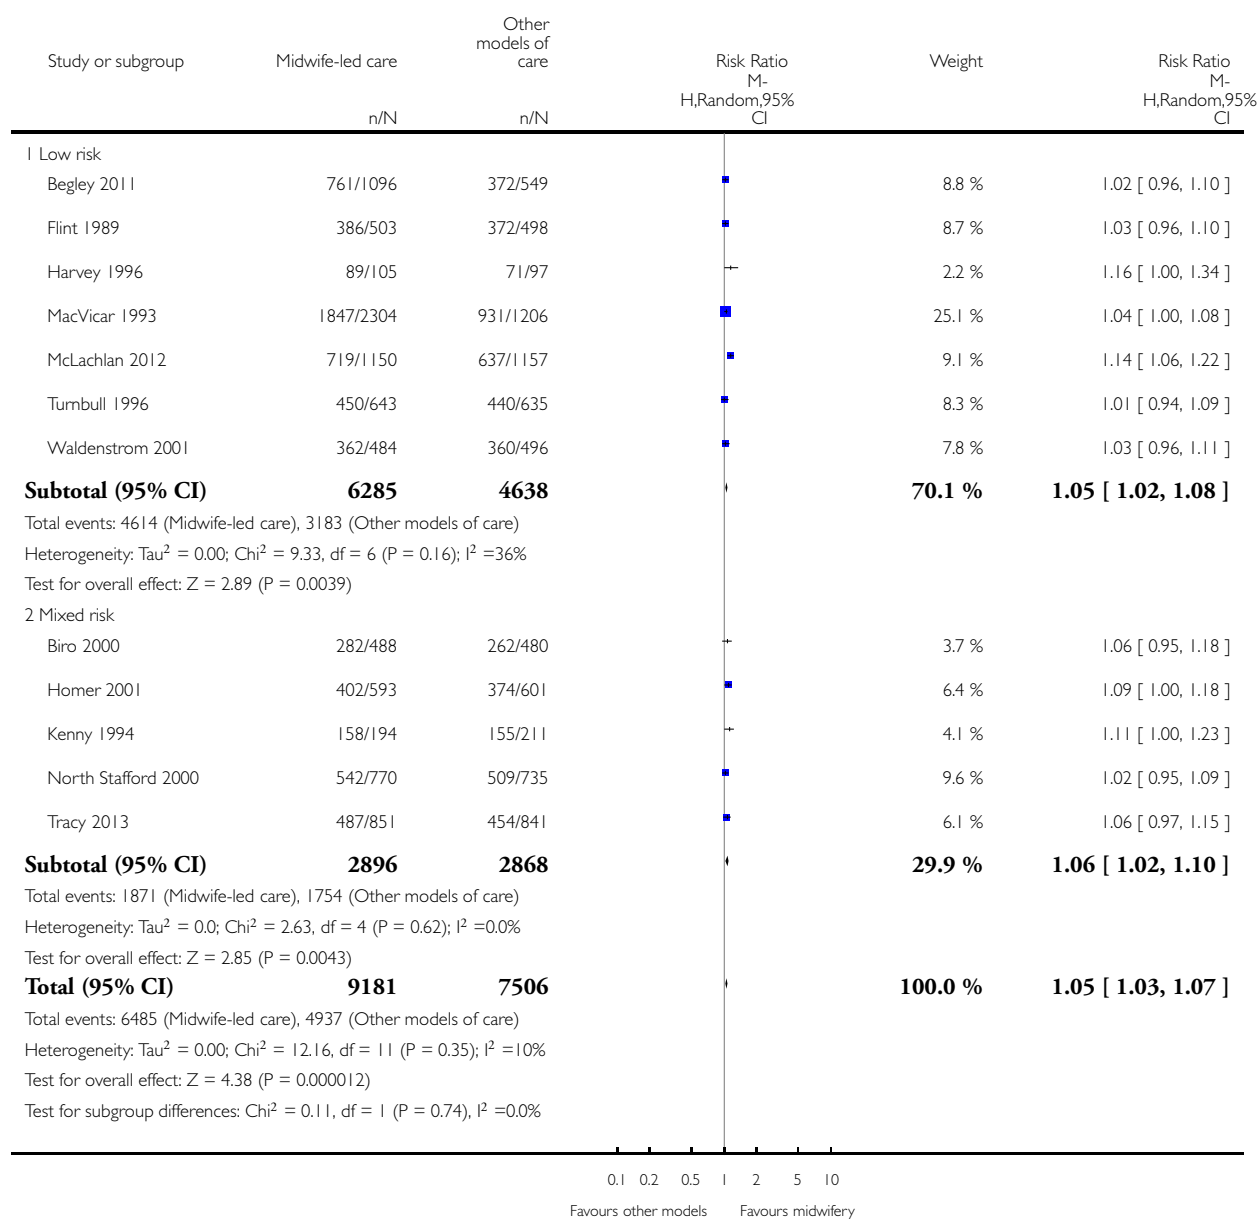 Study or subgroup Midwife-led care Other models of care Risk Ratio Weight Risk Ratio
M-H,Random,95% CI M-H,Random,95% CI
n/N n/N
1 Low risk
Begley 2011 761/1096 372/549 8.8 % 1.02 [ 0.96, 1.10 ]
Flint 1989 386/503 372/498 8.7 % 1.03 [ 0.96, 1.10 ]
Harvey 1996 89/105 71/97 2.2 % 1.16 [ 1.00, 1.34 ]
MacVicar 1993 1847/2304 931/1206 25.1 % 1.04 [ 1.00, 1.08 ]
McLachlan 2012 719/1150 637/1157 9.1 % 1.14 [ 1.06, 1.22 ]
Turnbull 1996 450/643 440/635 8.3 % 1.01 [ 0.94, 1.09 ]
Waldenstrom 2001 362/484 360/496 7.8 % 1.03 [ 0.96, 1.11 ]
Subtotal (95% CI) 6285 4638 70.1 % 1.05 [ 1.02, 1.08 ]
Total events: 4614 (Midwife-led care), 3183 (Other models of care)
Heterogeneity: Tau² = 0.00; Chi² = 9.33, df = 6 (P = 0.16); I² =36%
Test for overall effect: Z = 2.89 (P = 0.0039)
2 Mixed risk
Biro 2000 282/488 262/480 3.7 % 1.06 [ 0.95, 1.18 ]
Homer 2001 402/593 374/601 6.4 % 1.09 [ 1.00, 1.18 ]
Kenny 1994 158/194 155/211 4.1 % 1.11 [ 1.00, 1.23 ]
North Stafford 2000 542/770 509/735 9.6 % 1.02 [ 0.95, 1.09 ]
Tracy 2013 487/851 454/841 6.1 % 1.06 [ 0.97, 1.15 ]
Subtotal (95% CI) 2896 2868 29.9 % 1.06 [ 1.02, 1.10 ]
Total events: 1871 (Midwife-led care), 1754 (Other models of care)
Heterogeneity: Tau² = 0.0; Chi² = 2.63, df = 4 (P = 0.62); I² =0.0%
Test for overall effect: Z = 2.85 (P = 0.0043)
Total (95% CI) 9181 7506 100.0 % 1.05 [ 1.03, 1.07 ]
Total events: 6485 (Midwife-led care), 4937 (Other models of care)
Heterogeneity: Tau² = 0.00; Chi² = 12.16, df = 11 (P = 0.35); I² =10%
Test for overall effect: Z = 4.38 (P = 0.000012)
Test for subgroup differences: Chi² = 0.11, df = 1 (P = 0.74), I² =0.0%
0.1 0.2 0.5 1 2 5 10
Favours other models Favours midwifery